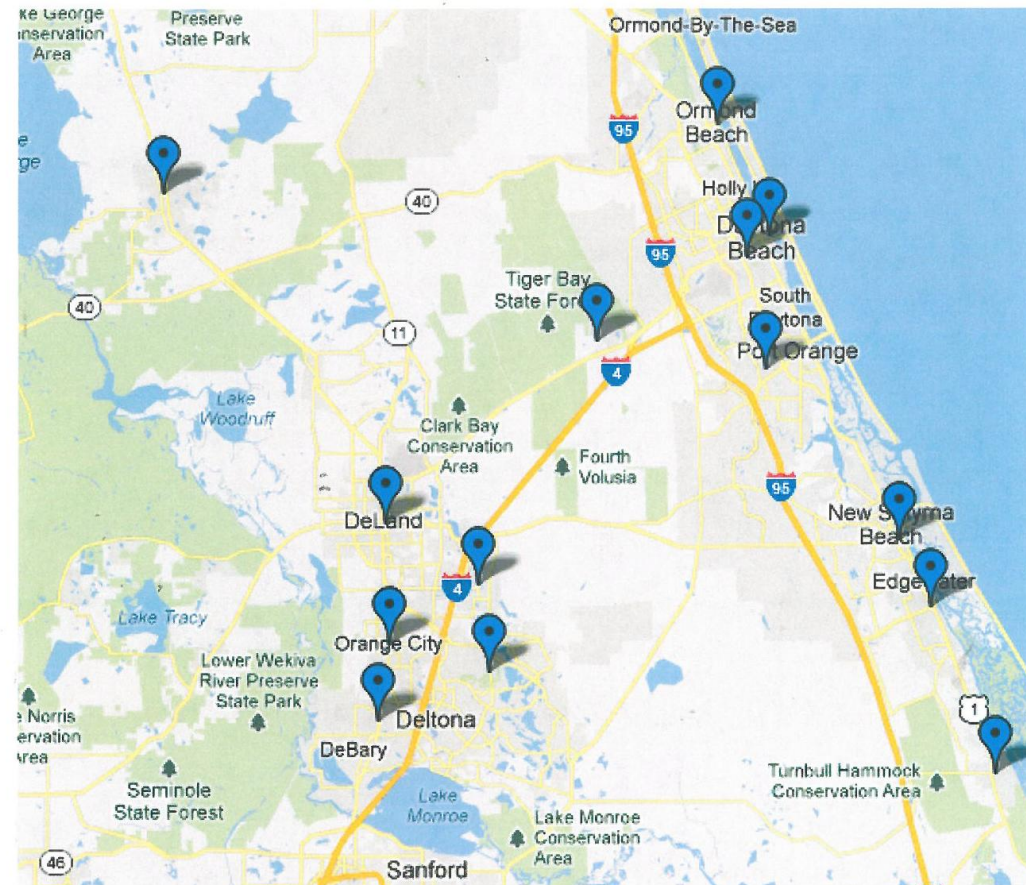 ke George
nservation
Area
Preserve
State Park
Ormond-By-The-Sea
95
Ormond
Beach
40
Holly
Daytona
Beach
95
Tiger Bay
State Forest
South
Daytona
Port Orange
40
11
4
Lake
Woodruff
Clark Bay
Conservation
Area
Fourth
Volusia
95
DeLand
New Smyrna
Beach
4
Edgewater
Lake Tracy
Orange City
Lower Wekiva
River Preserve
State Park
1
e Norris
ervation
Area
Deltona
DeBary
Turnbull Hammock
Conservation Area
Seminole
State Forest
Lake
Monroe
Lake Monroe
Conservation
Area
46
Sanford